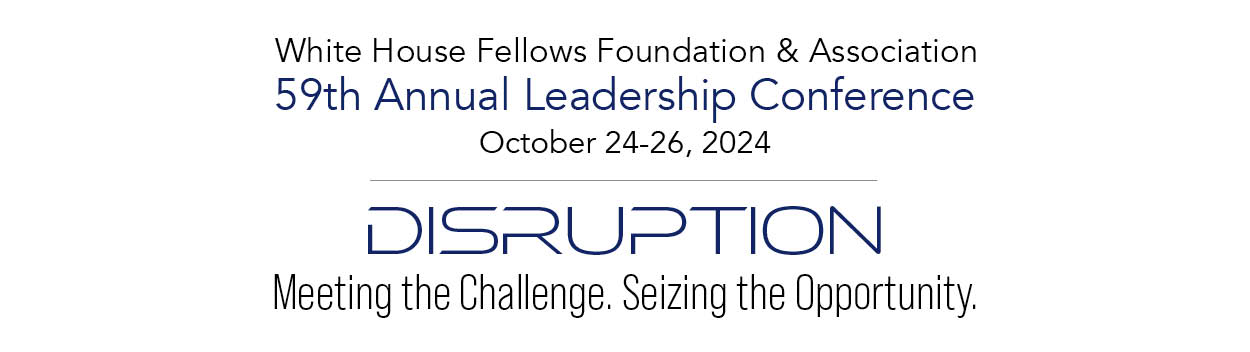 White House Fellows Foundation & Association
59th Annual Leadership Conference
October 24-26, 2024
DISRUPTION
Meeting the Challenge. Seizing the Opportunity.